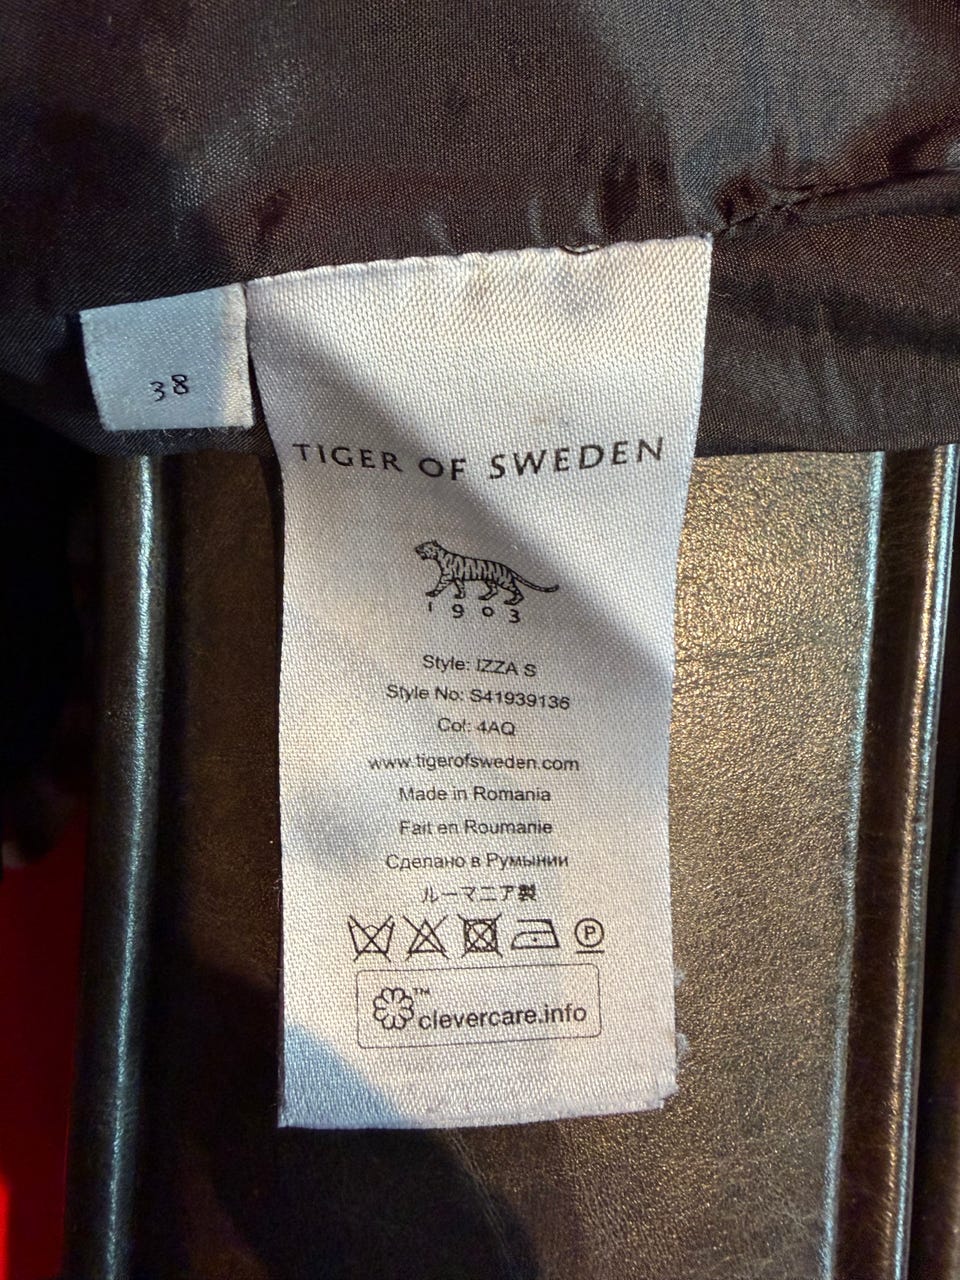 38
TIGER OF SWEDEN
1903
Style: IZZA S
Style No: S41939136
Col: 4AQ
www.tigerofsweden.com
Made in Romania
Fait en Roumanie
Сделано в Румынии
ルーマニア製
P
™
clevercare.info